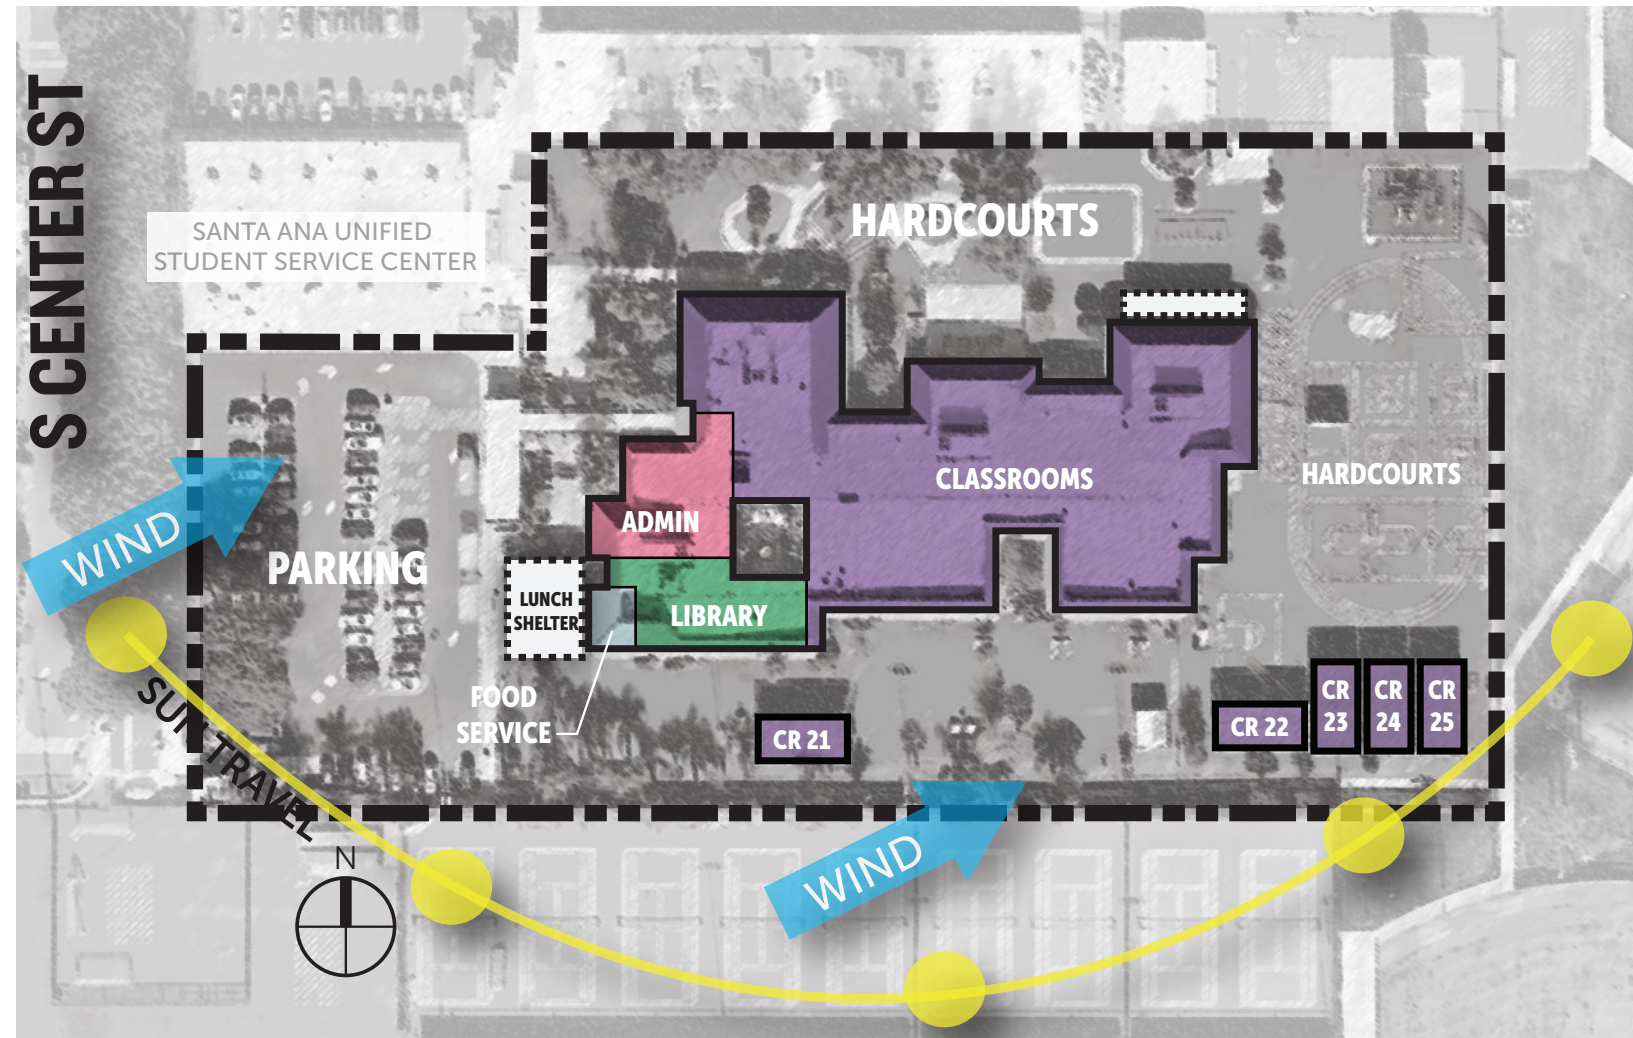 S CENTER ST
SANTA ANA UNIFIED
STUDENT SERVICE CENTER
HARDCOURTS
CLASSROOMS
HARDCOURTS
ADMIN
WIND
PARKING
LUNCH
SHELTER
LIBRARY
FOOD
SERVICE
CR 21
CR 22
CR
23
CR
24
CR
25
SUN TRAVEL
WIND
N